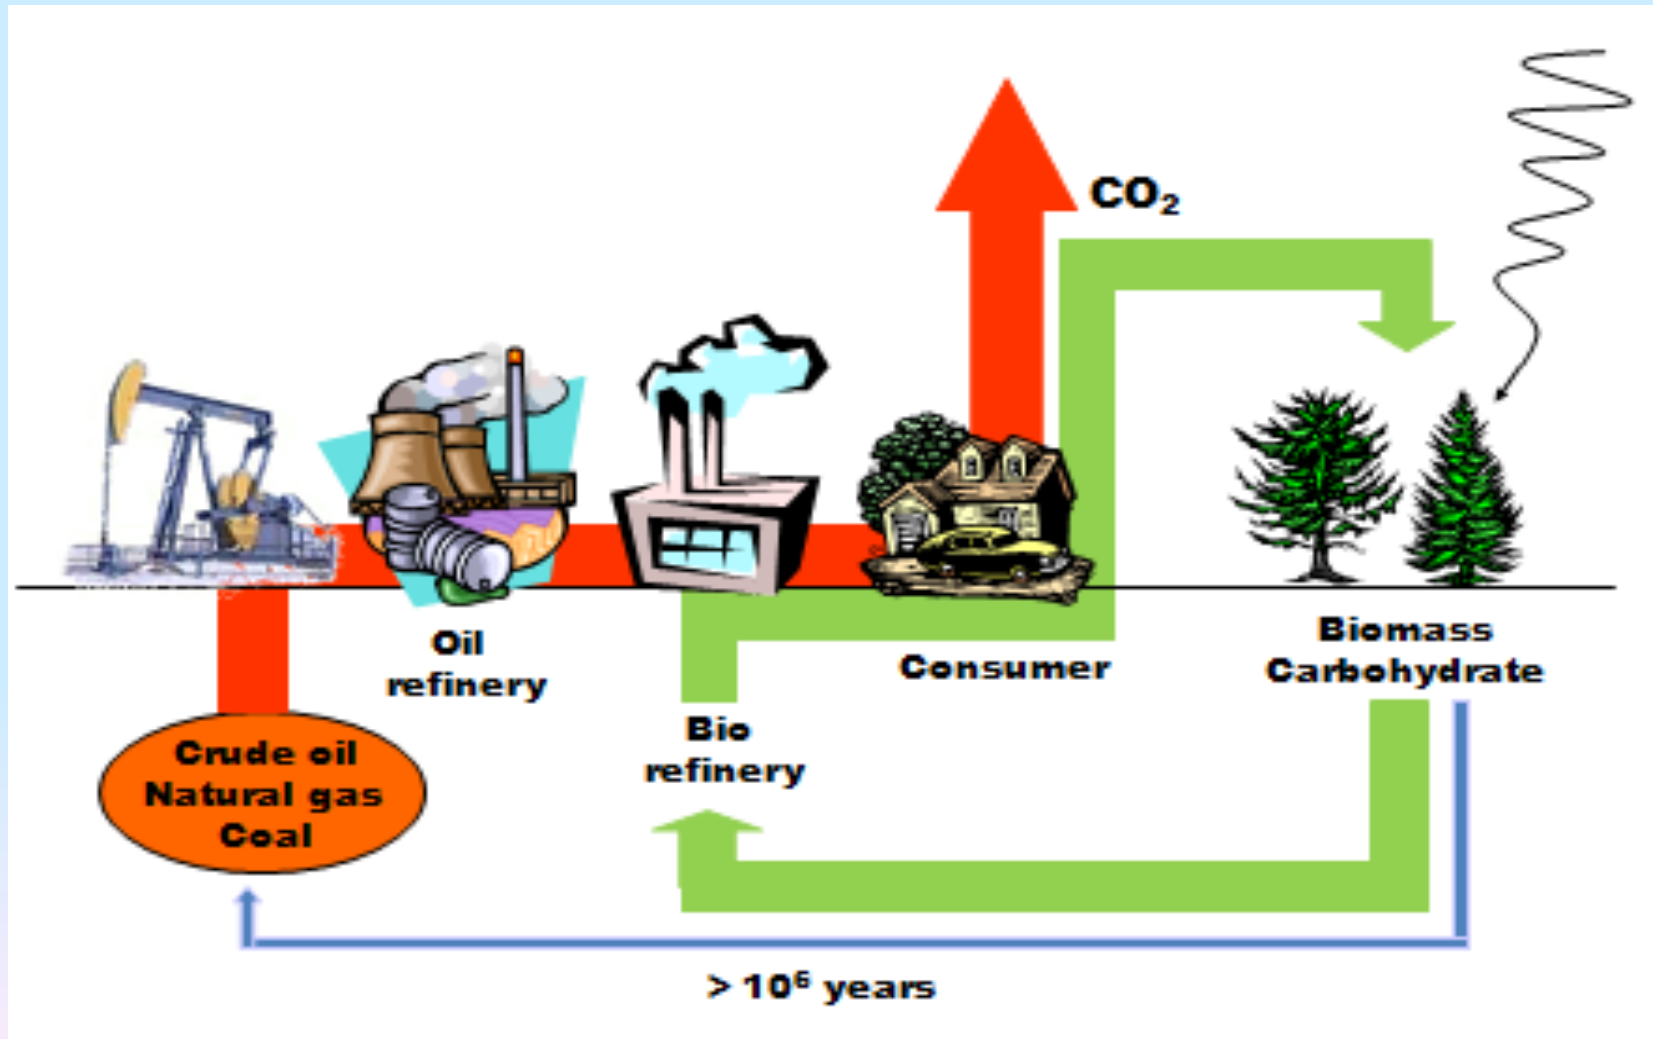 CO₂
Oil
refinery
Consumer
Biomass
Carbohydrate
Bio
refinery
Crude oil
Natural gas
Coal
> 10⁶ years